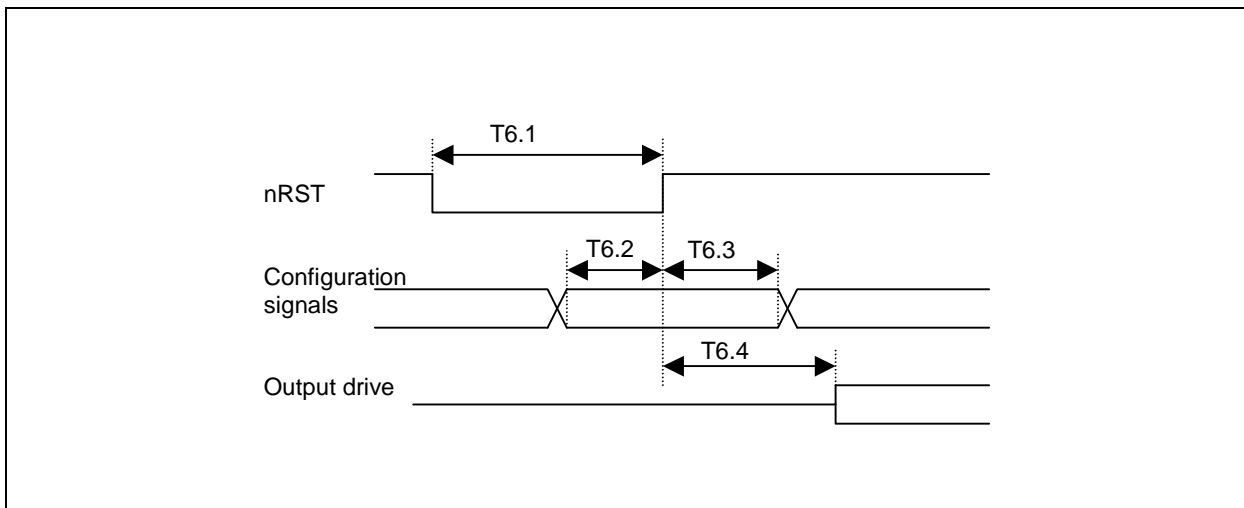 T6.1
nRST
T6.2
T6.3
Configuration
signals
T6.4
Output drive